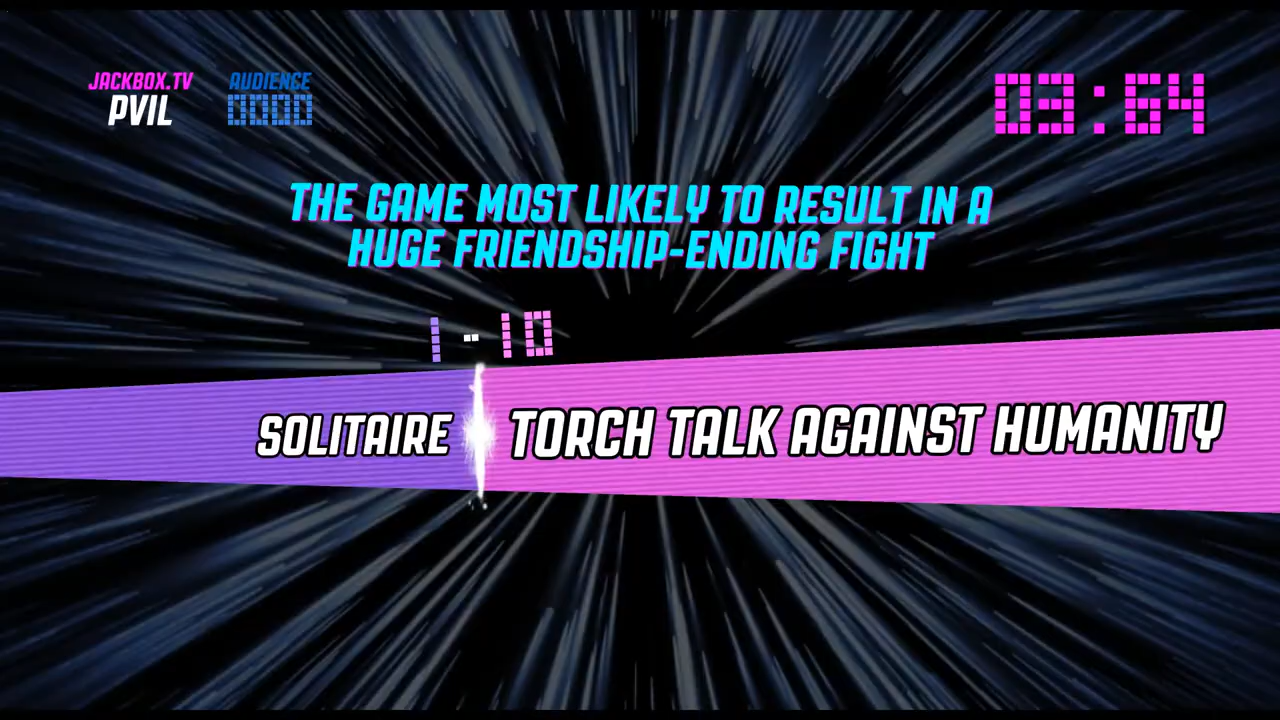 JACKBOX.TV
PVIL
AUDIENCE
0000
03:64
THE GAME MOST LIKELY TO RESULT IN A
HUGE FRIENDSHIP-ENDING FIGHT
1 - 10
SOLITAIRE
TORCH TALK AGAINST HUMANITY